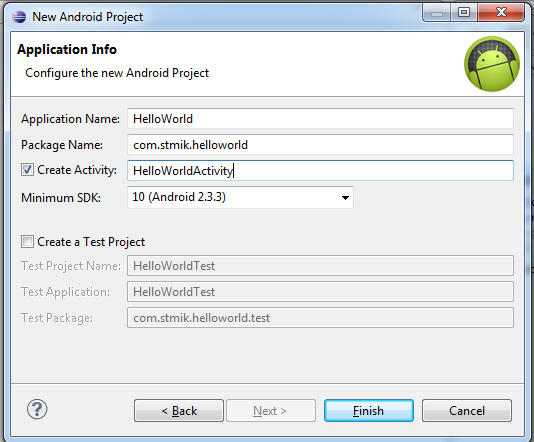 New Android Project
Application Info
Configure the new Android Project
Application Name: HelloWorld
Package Name: com.stmik.helloworld
Create Activity: HelloWorldActivity
Minimum SDK: 10 (Android 2.3.3)
Create a Test Project
Test Project Name: HelloWorldTest
Test Application: HelloWorldTest
Test Package: com.stmik.helloworld.test
? < Back Next > Finish Cancel